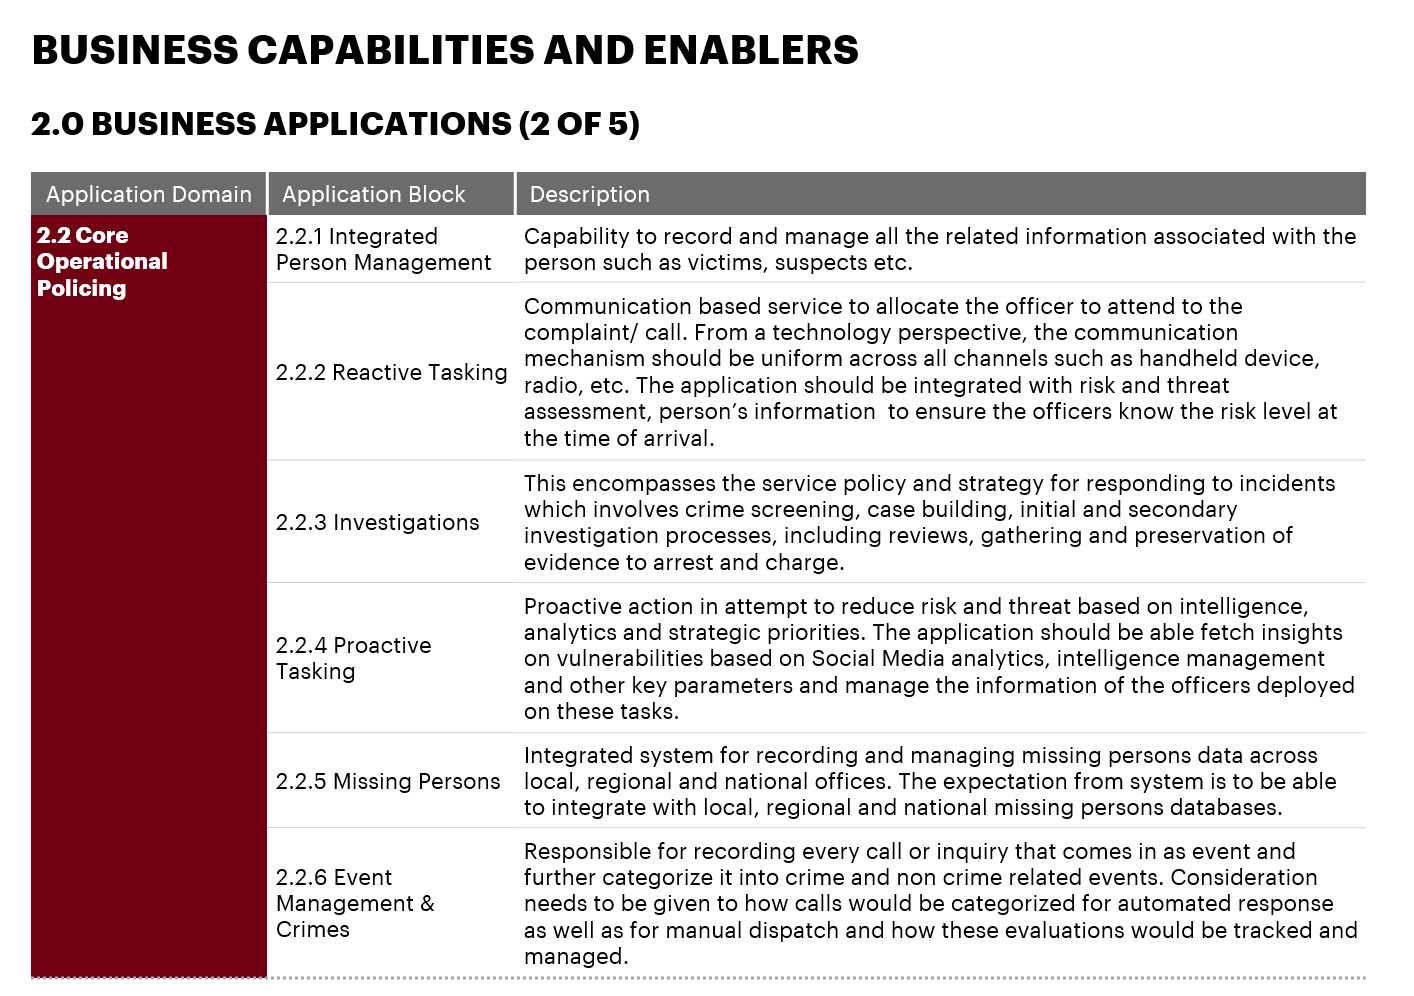 BUSINESS CAPABILITIES AND ENABLERS
2.0 BUSINESS APPLICATIONS (2 OF 5)
Application Domain Application Block Description
2.2 Core
Operational
Policing
2.2.1 Integrated
Person Management
Capability to record and manage all the related information associated with the
person such as victims, suspects etc.
2.2.2 Reactive Tasking
Communication based service to allocate the officer to attend to the
complaint/ call. From a technology perspective, the communication
mechanism should be uniform across all channels such as handheld device,
radio, etc. The application should be integrated with risk and threat
assessment, person’s information  to ensure the officers know the risk level at
the time of arrival.
2.2.3 Investigations
This encompasses the service policy and strategy for responding to incidents
which involves crime screening, case building, initial and secondary
investigation processes, including reviews, gathering and preservation of
evidence to arrest and charge.
2.2.4 Proactive
Tasking
Proactive action in attempt to reduce risk and threat based on intelligence,
analytics and strategic priorities. The application should be able fetch insights
on vulnerabilities based on Social Media analytics, intelligence management
and other key parameters and manage the information of the officers deployed
on these tasks.
2.2.5 Missing Persons
Integrated system for recording and managing missing persons data across
local, regional and national offices. The expectation from system is to be able
to integrate with local, regional and national missing persons databases.
2.2.6 Event
Management &
Crimes
Responsible for recording every call or inquiry that comes in as event and
further categorize it into crime and non crime related events. Consideration
needs to be given to how calls would be categorized for automated response
as well as for manual dispatch and how these evaluations would be tracked and
managed.